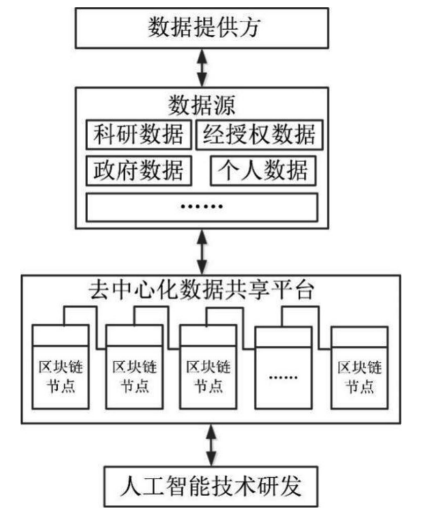 数据提供方
数据源
科研数据 经授权数据
政府数据 个人数据
……
去中心化数据共享平台
区块链 区块链 区块链 区块链
节点 节点 节点 …… 节点
人工智能技术研发